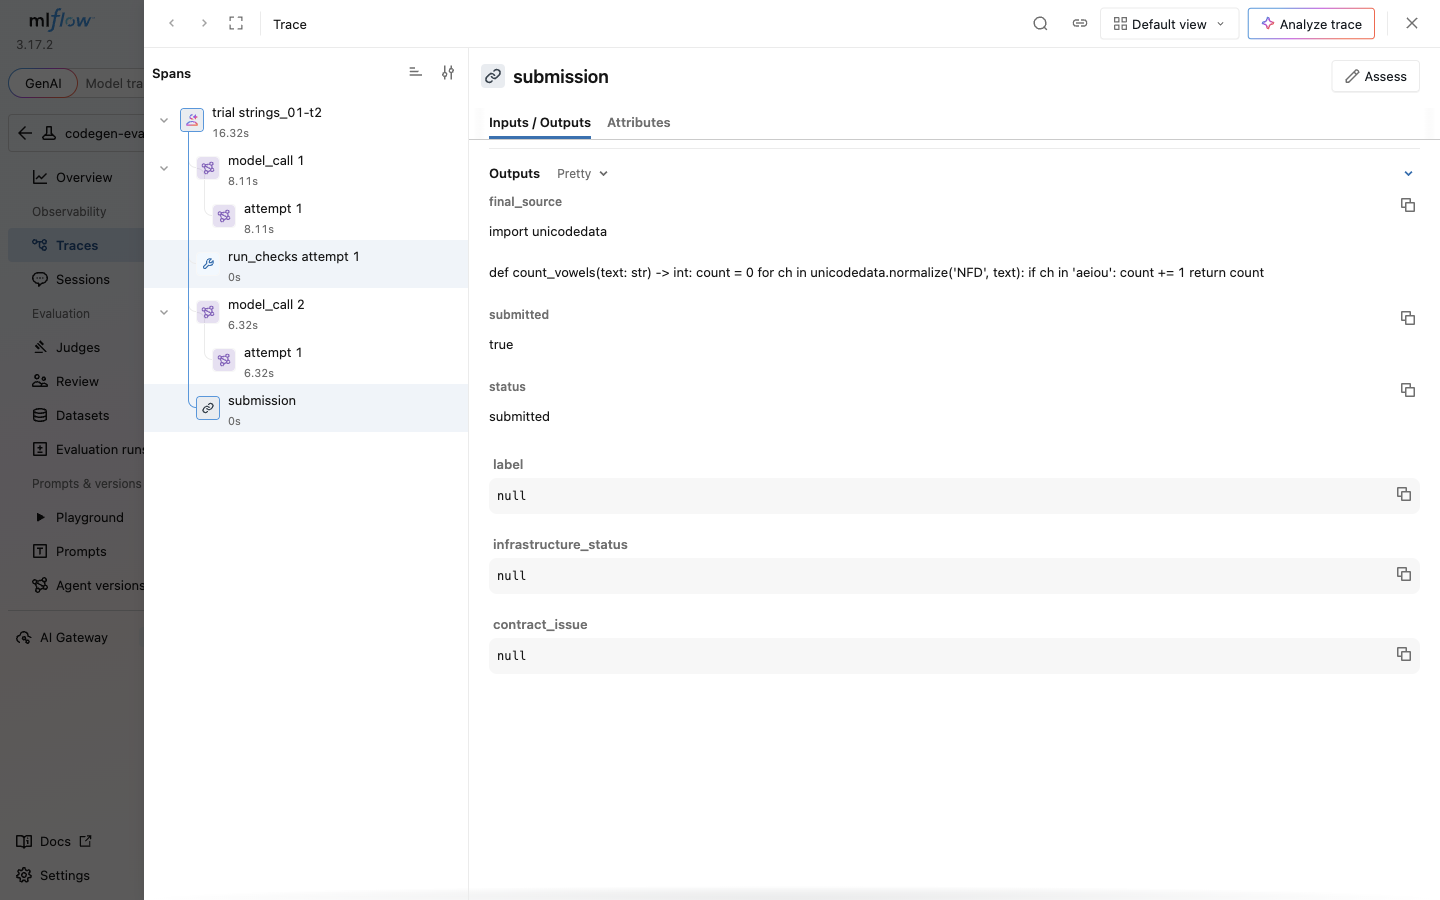 mlflow
3.17.2
GenAI
Model tra
codegen-eva
Overview
Observability
Traces
Sessions
Evaluation
Judges
Review
Datasets
Evaluation runs
Prompts & versions
Playground
Prompts
Agent versions
AI Gateway
Docs
Settings
Trace
Default view
Analyze trace
Spans
trial strings_01-t2
16.32s
model_call 1
8.11s
attempt 1
8.11s
run_checks attempt 1
0s
model_call 2
6.32s
attempt 1
6.32s
submission
0s
submission
Assess
Inputs / Outputs
Attributes
Outputs
Pretty
final_source
import unicodedata
def count_vowels(text: str) -> int: count = 0 for ch in unicodedata.normalize('NFD', text): if ch in 'aeiou': count += 1 return count
submitted
true
status
submitted
label
null
infrastructure_status
null
contract_issue
null